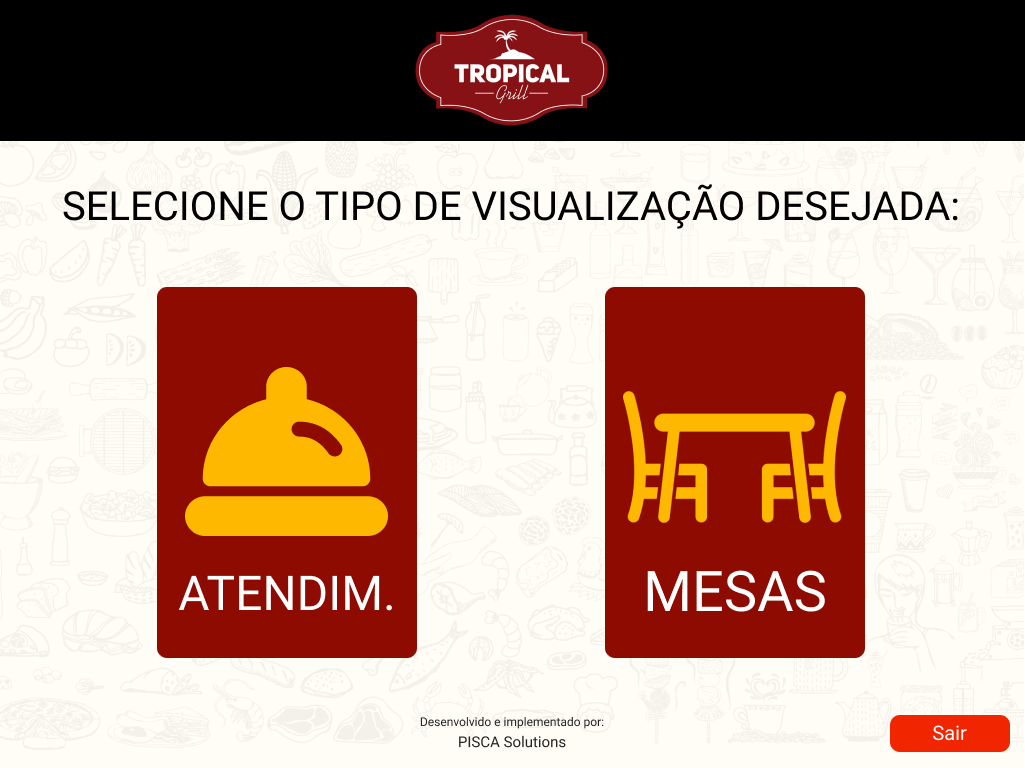 TROPICAL
Grill
SELECIONE O TIPO DE VISUALIZAÇÃO DESEJADA:
ATENDIM.
MESAS
Desenvolvido e implementado por:
PISCA Solutions
Sair